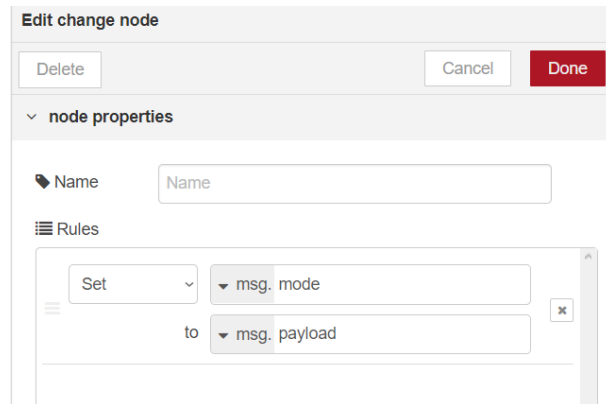 Edit change node
Delete Cancel Done
node properties
Name Name
Rules
Set msg. mode
to msg. payload